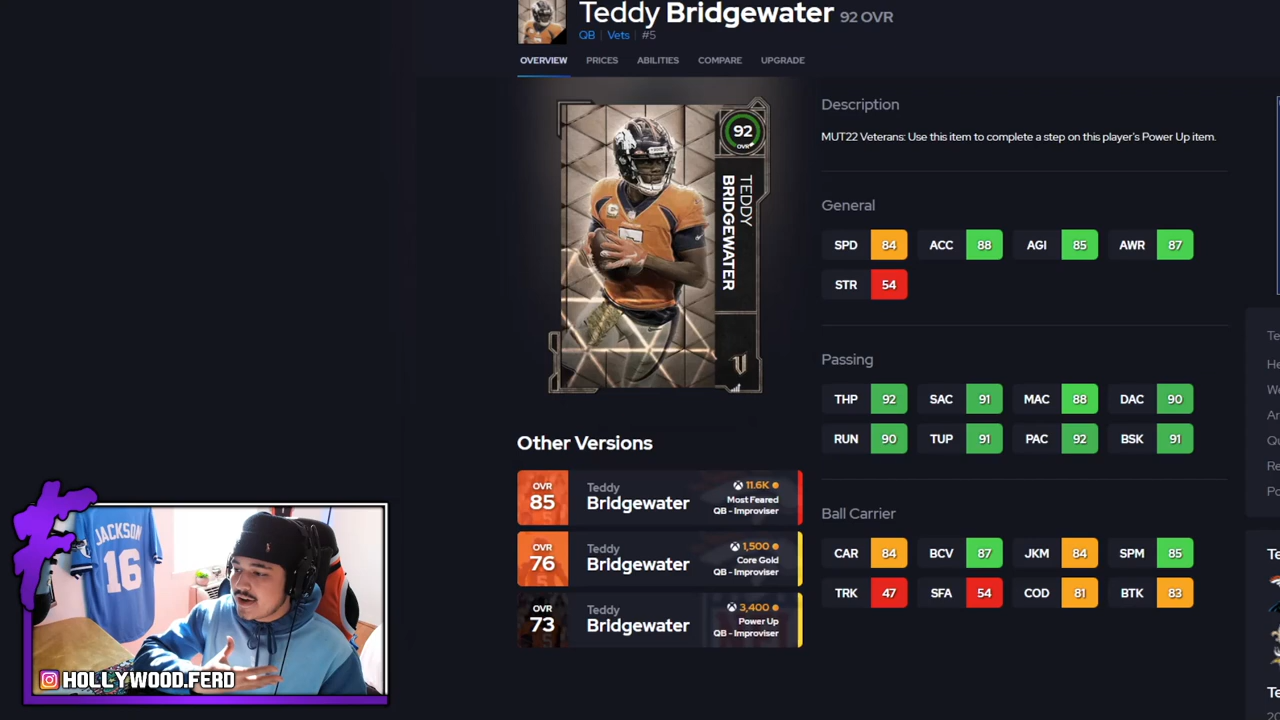 Teddy Bridgewater 92 OVR
QB | Vets | #5
OVERVIEW PRICES ABILITIES COMPARE UPGRADE
92
OVR
TEDDY
BRIDGEWATER
Description
MUT22 Veterans: Use this item to complete a step on this player's Power Up item.
General
SPD 84 ACC 88 AGI 85 AWR 87
STR 54
Passing
THP 92 SAC 91 MAC 88 DAC 90
RUN 90 TUP 91 PAC 92 BSK 91
Ball Carrier
CAR 84 BCV 87 JKM 84 SPM 85
TRK 47 SFA 54 COD 81 BTK 83
Other Versions
OVR
85
Teddy
Bridgewater
11.6K
Most Feared
QB - Improviser
OVR
76
Teddy
Bridgewater
1,500
Core Gold
QB - Improviser
OVR
73
Teddy
Bridgewater
3,400
Power Up
QB - Improviser
JACKSON
16
HOLLYWOOD.FERD